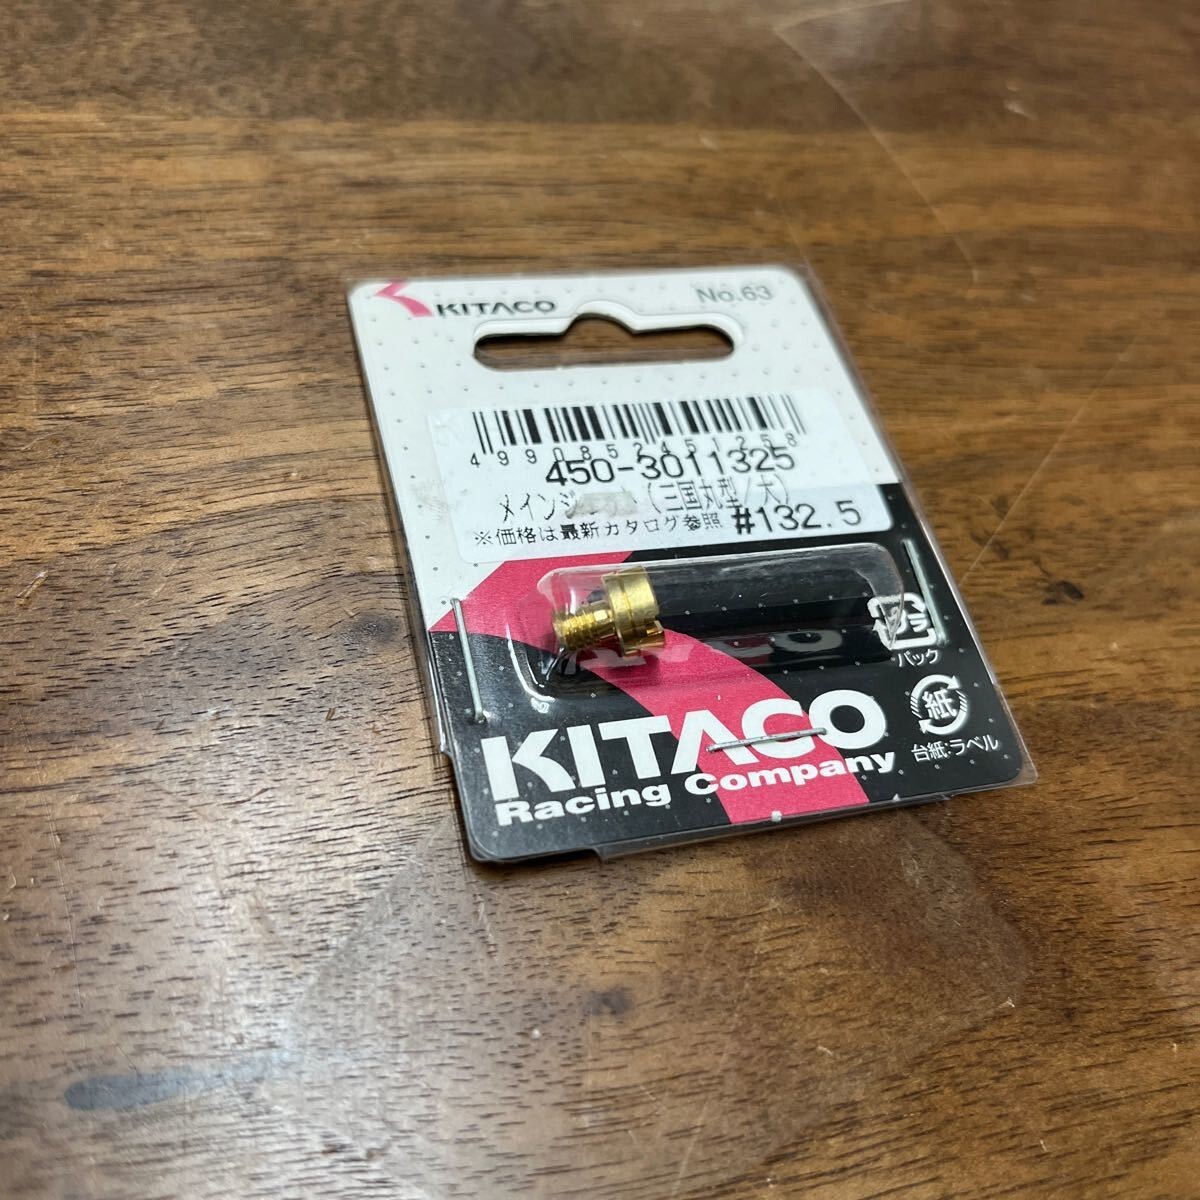 KITACO
No.63
4990852451258
450-3011325
メインジ (三国丸型/大)
※価格は最新カタログ参照 #132.5
パック
紙
台紙:ラベル
KITACO
Racing Company